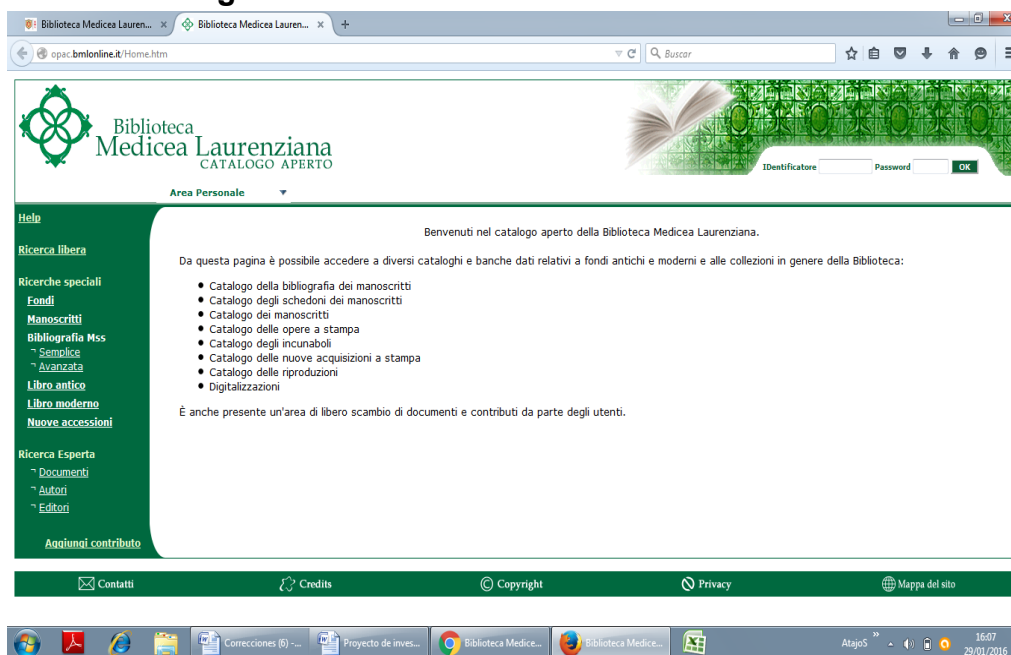 Biblioteca Medicea Lauren... × Biblioteca Medicea Lauren... × +
opac.bmlonline.it/Home.htm Buscar
Biblioteca
Medicea Laurenziana
CATALOGO APERTO
IDentificatore Password OK
Area Personale
Help
Ricerca libera
Ricerche speciali
Fondi
Manoscritti
Bibliografia Mss
Semplice
Avanzata
Libro antico
Libro moderno
Nuove accessioni
Ricerca Esperta
Documenti
Autori
Editori
Aggiungi contributo
Benvenuti nel catalogo aperto della Biblioteca Medicea Laurenziana.
Da questa pagina è possibile accedere a diversi cataloghi e banche dati relativi a fondi antichi e moderni e alle collezioni in genere della Biblioteca:
• Catalogo della bibliografia dei manoscritti
• Catalogo degli schedoni dei manoscritti
• Catalogo dei manoscritti
• Catalogo delle opere a stampa
• Catalogo degli incunaboli
• Catalogo delle nuove acquisizioni a stampa
• Catalogo delle riproduzioni
• Digitalizzazioni
È anche presente un'area di libero scambio di documenti e contributi da parte degli utenti.
Contatti Credits © Copyright Privacy Mappa del sito
Correcciones (6) -... Proyecto de inves... Biblioteca Medice... Biblioteca Medice... AtajoS » 16:07
29/01/2016